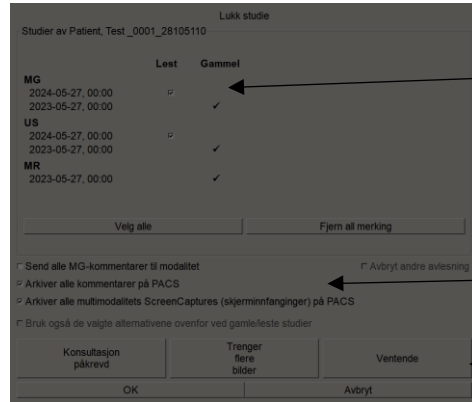 Lukk studie
Studier av Patient, Test _0001_28105110
Lest Gammel
MG
2024-05-27, 00:00
2023-05-27, 00:00
US
2024-05-27, 00:00
2023-05-27, 00:00
MR
2023-05-27, 00:00
Velg alle Fjern all merking
Send alle MG-kommentarer til modalitet Avbryt andre avlesning
Arkiver alle kommentarer på PACS
Arkiver alle multimodalitets ScreenCaptures (skjerminnfanginger) på PACS
Bruk også de valgte alternativene ovenfor ved gamle/leste studier
Konsultasjon påkrevd
Trenger flere bilder
Ventende
OK Avbryt